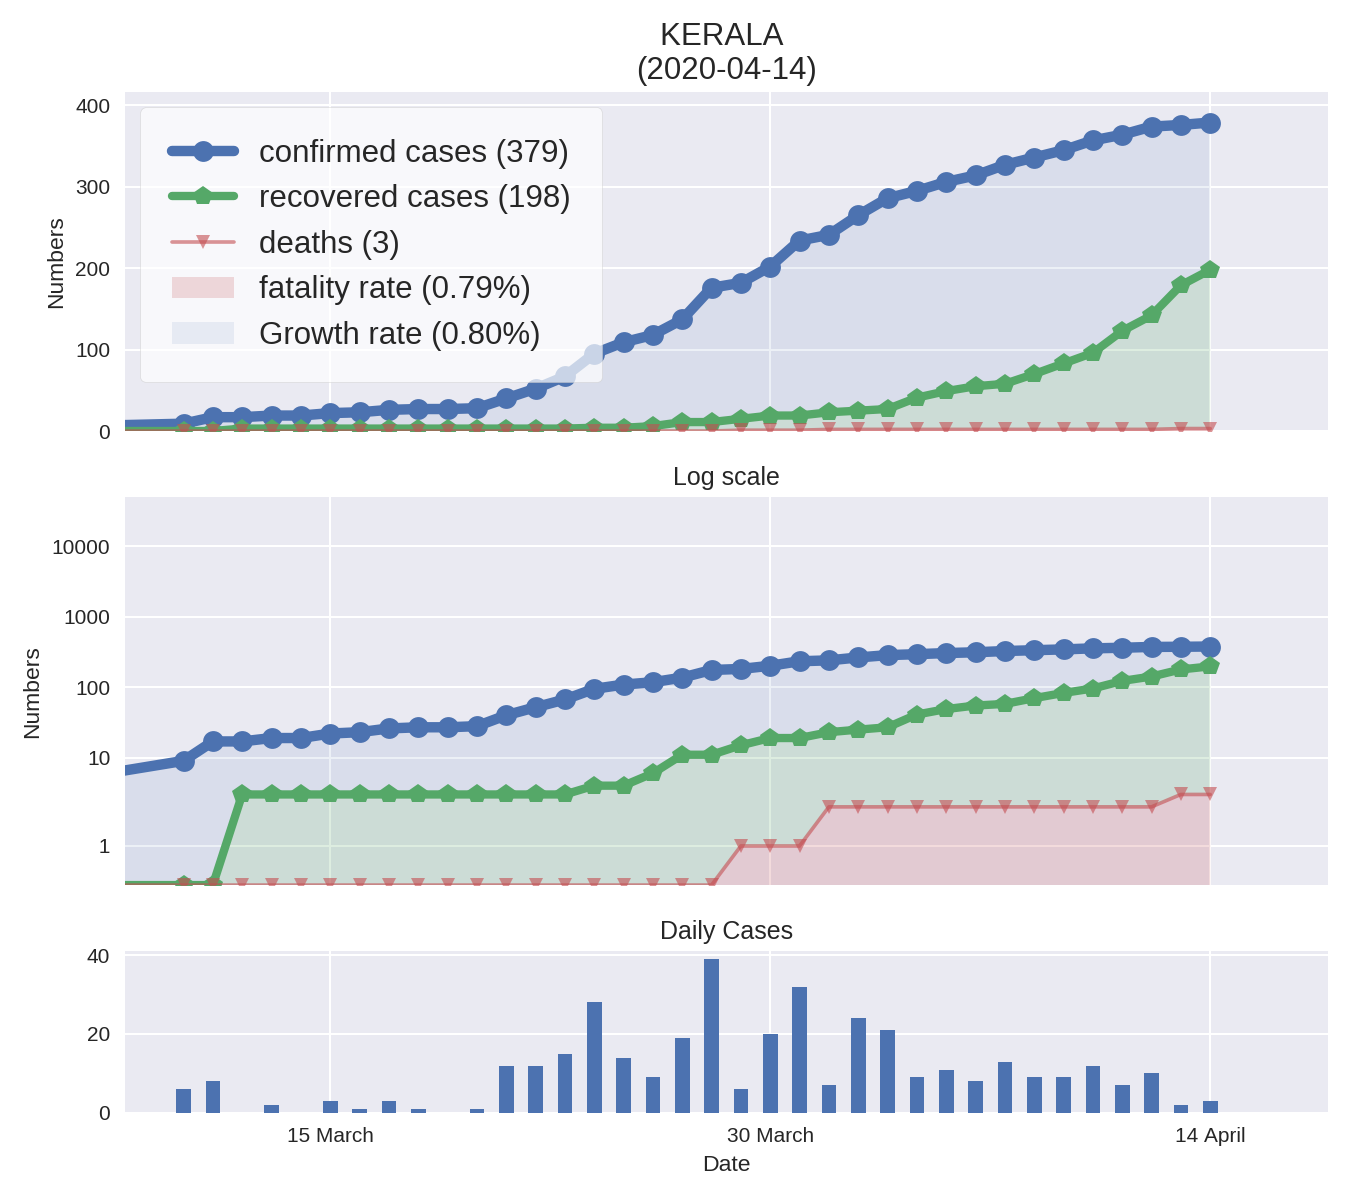 KERALA
(2020-04-14)
400
300
200
100
0
Numbers
confirmed cases (379)
recovered cases (198)
deaths (3)
fatality rate (0.79%)
Growth rate (0.80%)
Log scale
10000
1000
100
10
1
Numbers
Daily Cases
40
20
0
15 March
30 March
14 April
Date